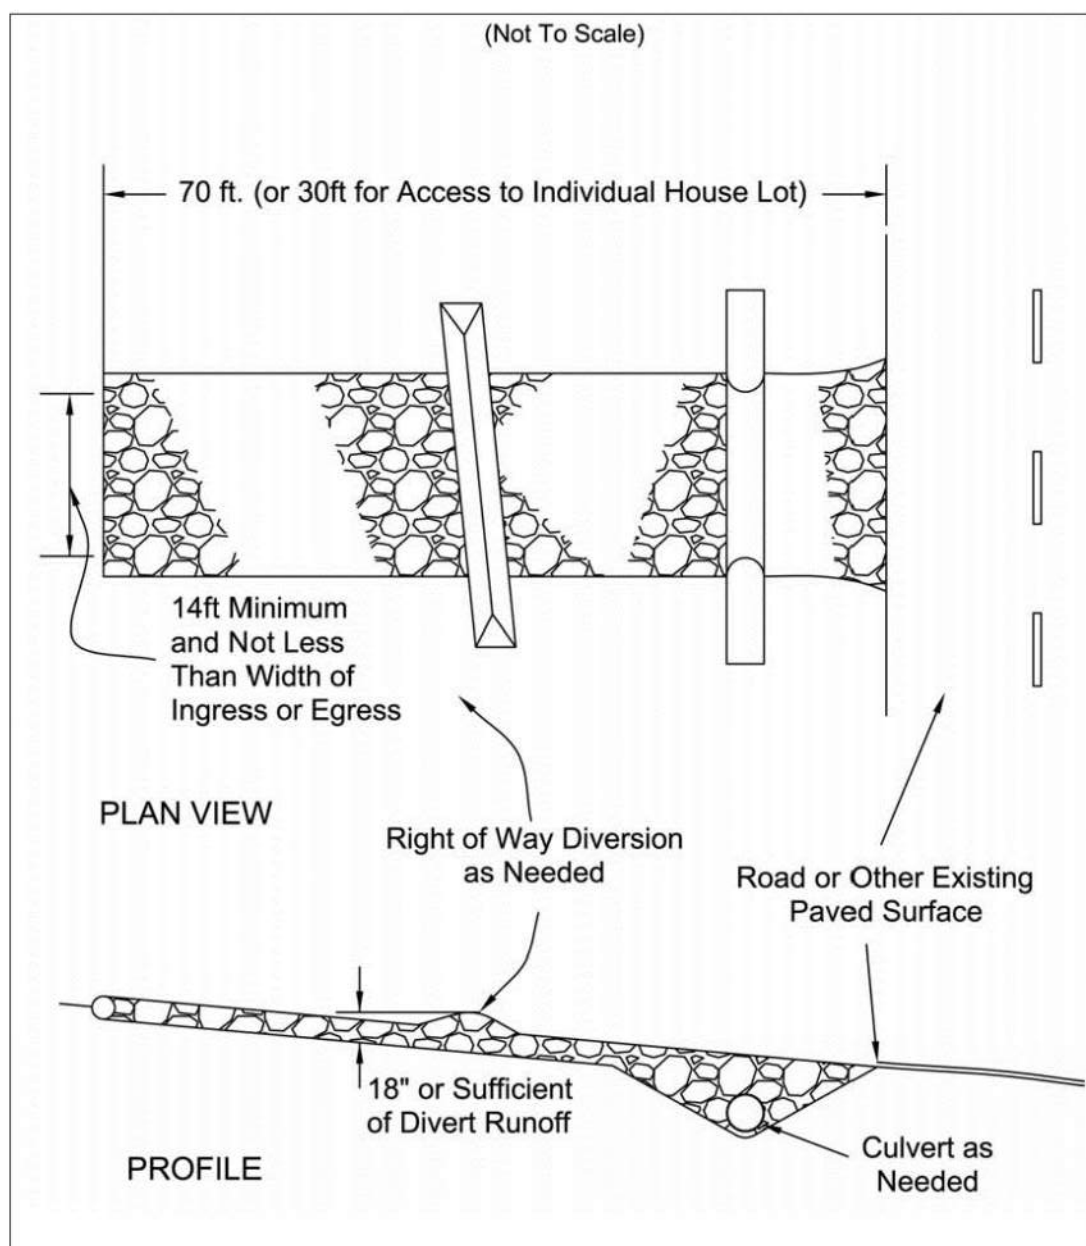 (Not To Scale)
70 ft. (or 30ft for Access to Individual House Lot)
14ft Minimum
and Not Less
Than Width of
Ingress or Egress
PLAN VIEW
Right of Way Diversion
as Needed
Road or Other Existing
Paved Surface
18" or Sufficient
of Divert Runoff
Culvert as
Needed
PROFILE